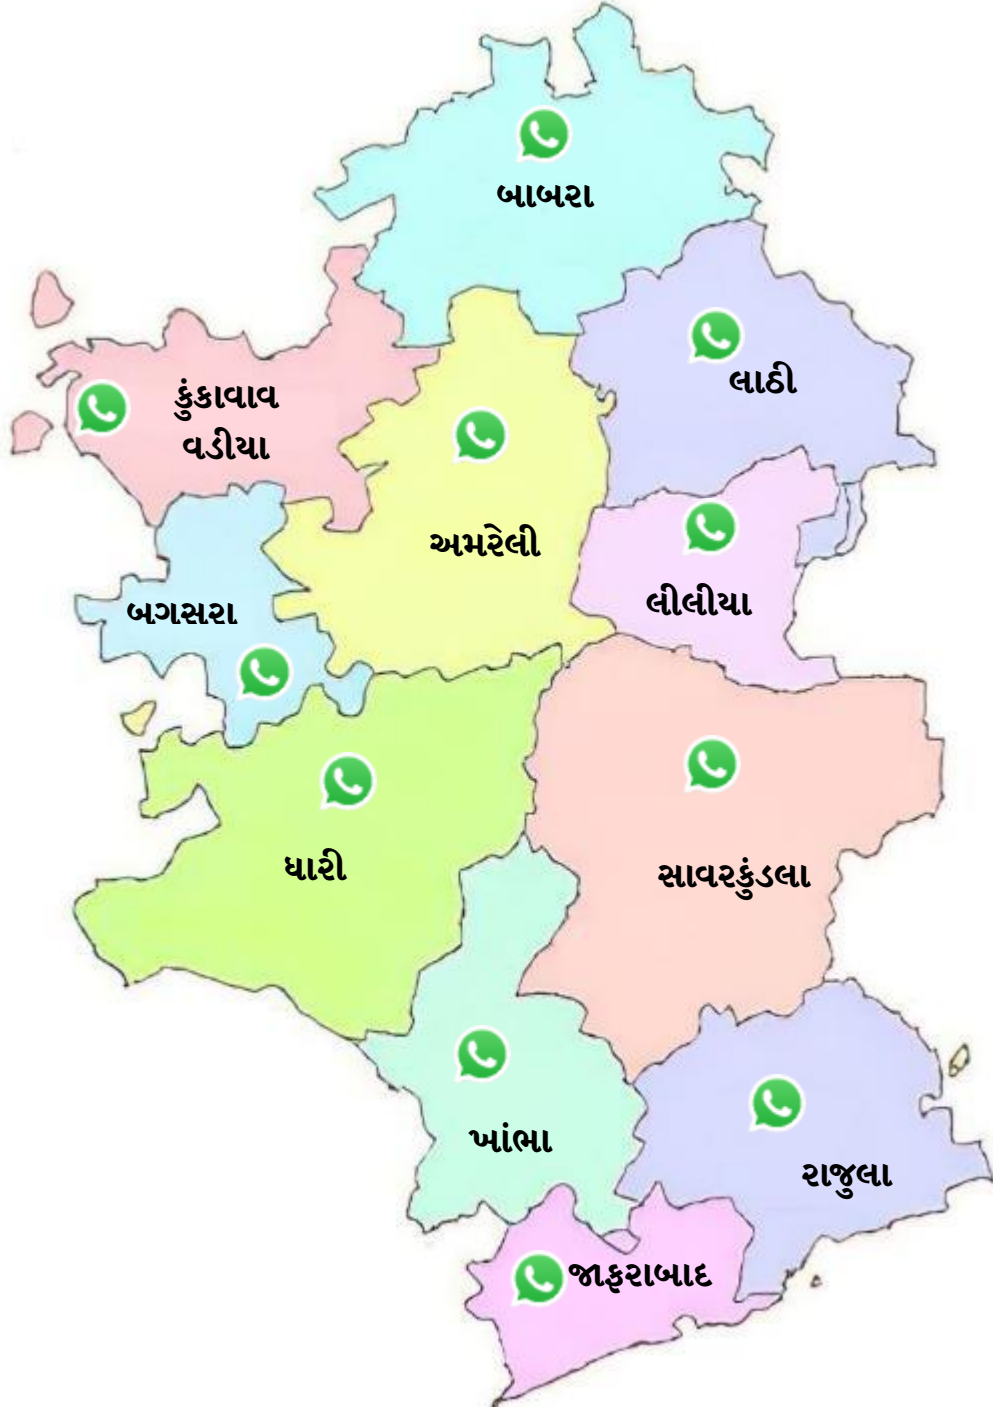 બાબરા
લાઠી
કુંકાવાવ
વડીયા
અમરેલી
લીલીયા
બગસરા
ધારી
સાવરકુંડલા
ખાંભા
રાજુલા
જાફરાબાદ